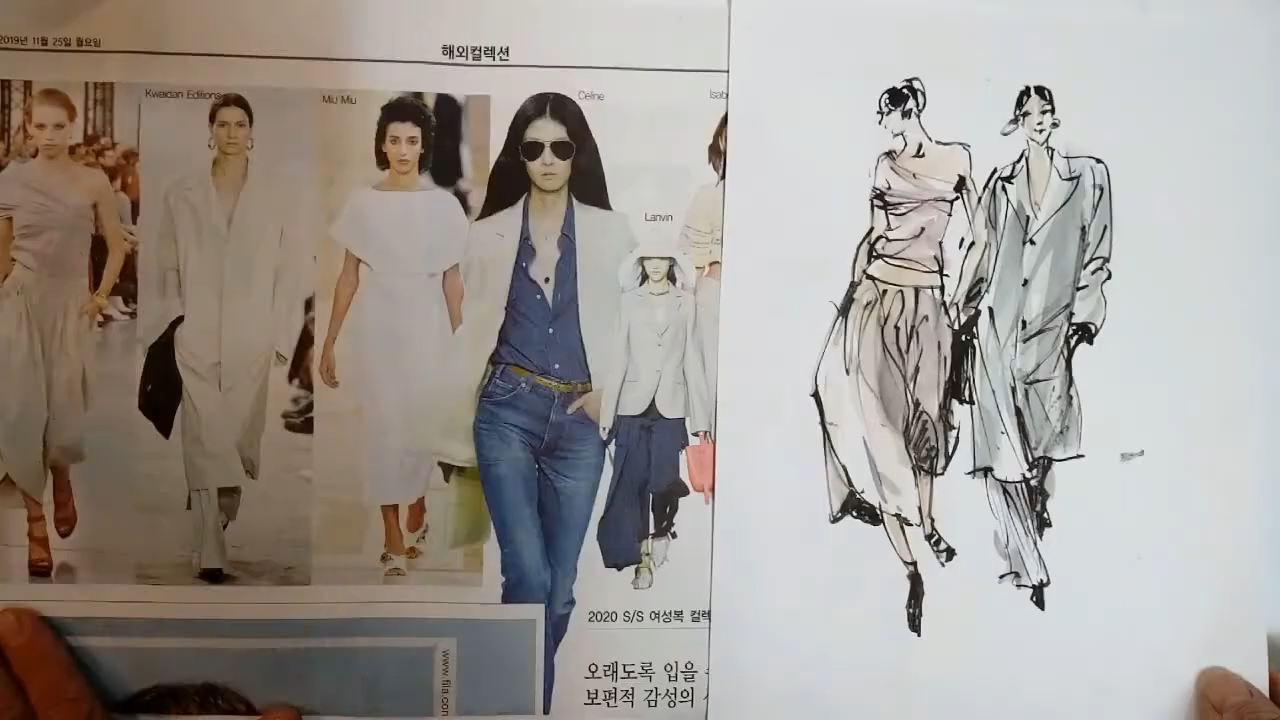 2019년 11월 25일 월요일
해외컬렉션
Kwaidan Editions
Miu Miu
Celine
Isab
Lanvin
2020 S/S 여성복 컬렉
오래도록 입을
보편적 감성의
www.fila.con